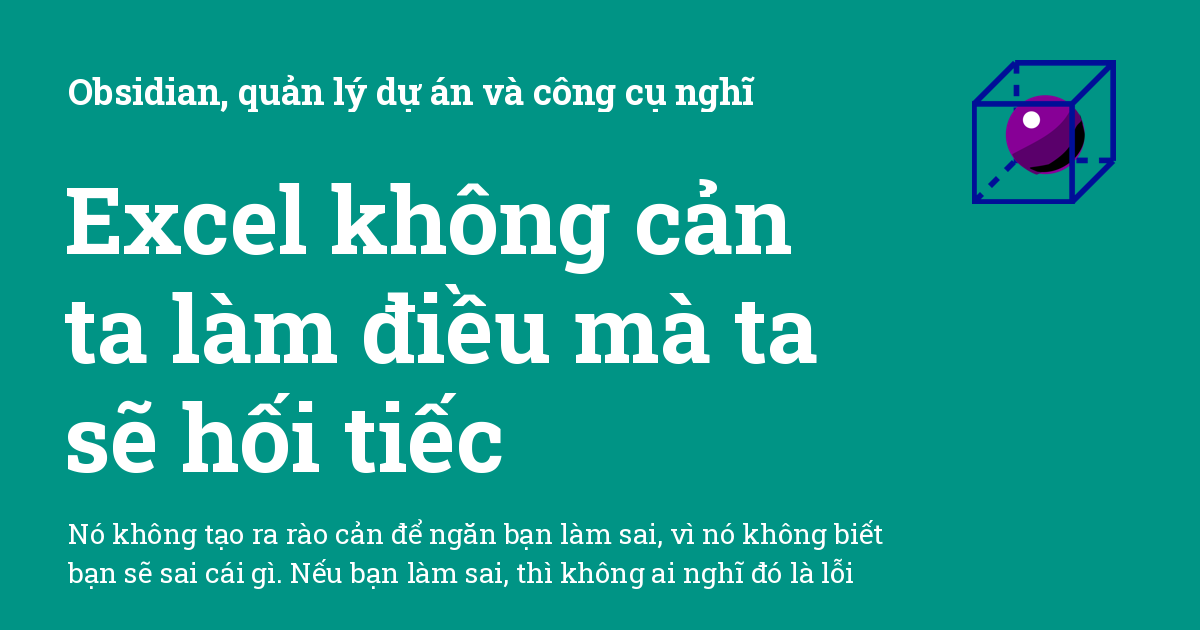 Obsidian, quản lý dự án và công cụ nghĩ
Excel không cản
ta làm điều mà ta
sẽ hối tiếc
Nó không tạo ra rào cản để ngăn bạn làm sai, vì nó không biết
bạn sẽ sai cái gì. Nếu bạn làm sai, thì không ai nghĩ đó là lỗi